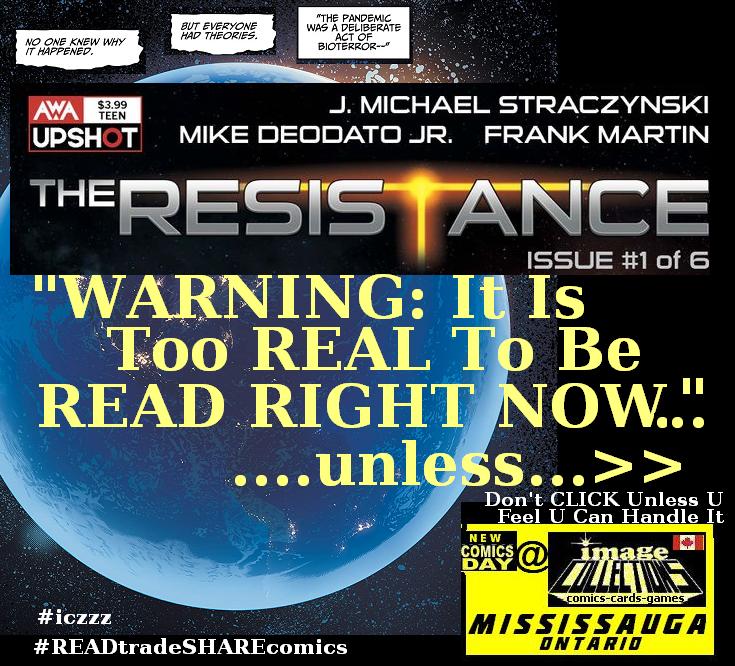 NO ONE KNEW WHY
IT HAPPENED.
BUT EVERYONE
HAD THEORIES.
"THE PANDEMIC
WAS A DELIBERATE
ACT OF
BIOTERROR--"
AWA
UPSHOT
$3.99
TEEN
J. MICHAEL STRACZYNSKI
MIKE DEODATO JR. FRANK MARTIN
THE RESISTANCE
ISSUE #1 of 6
"WARNING: It Is
Too REAL To Be
READ RIGHT NOW..."
....unless...>>
Don't CLICK Unless U
Feel U Can Handle It
NEW
COMICS
DAY
@
image
COLLECTIONS
comics-cards-games
MISSISSAUGA
ONTARIO
#iczzz
#READtradeSHAREcomics